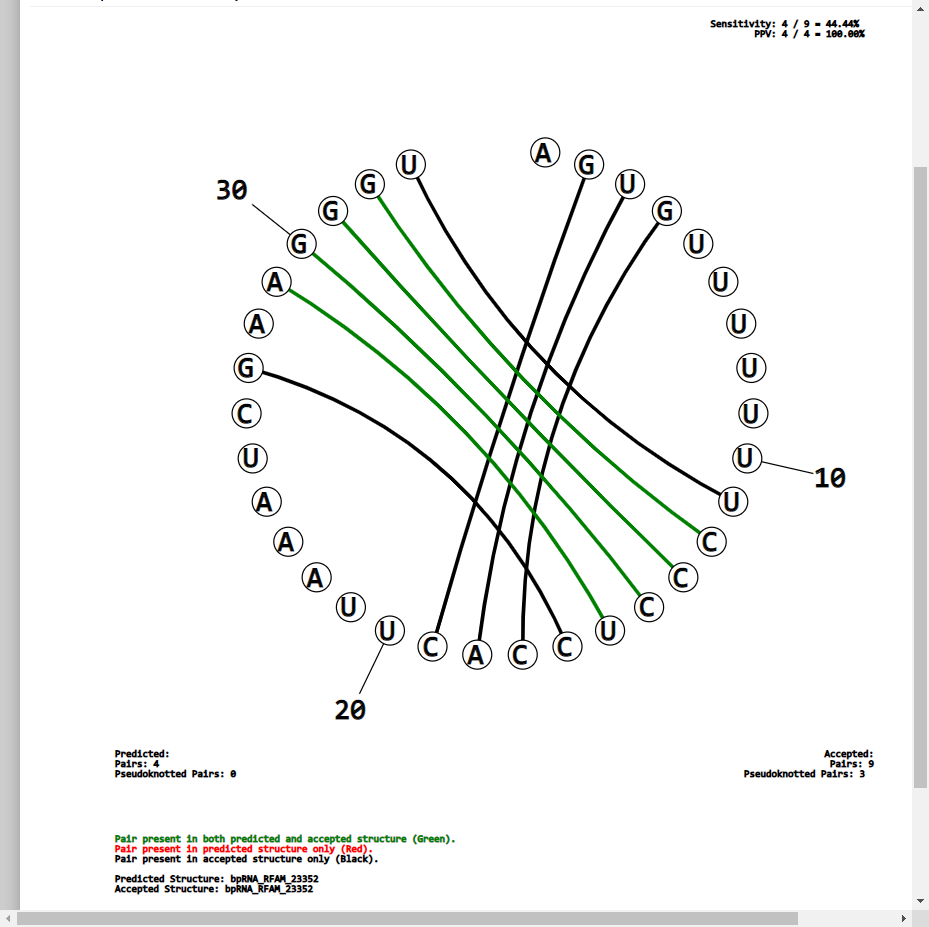 Sensitivity: 4 / 9 = 44.44%
PPV: 4 / 4 = 100.00%
A
G
U
G
U
U
U
U
U
U
10
U
C
C
C
U
C
C
A
C
U
20
U
A
A
A
U
C
G
A
A
G
30
G
G
U
Predicted:
Pairs: 4
Pseudoknotted Pairs: 0
Accepted:
Pairs: 9
Pseudoknotted Pairs: 3
Pair present in both predicted and accepted structure (Green).
Pair present in predicted structure only (Red).
Pair present in accepted structure only (Black).
Predicted Structure: bpRNA_RFAM_23352
Accepted Structure: bpRNA_RFAM_23352